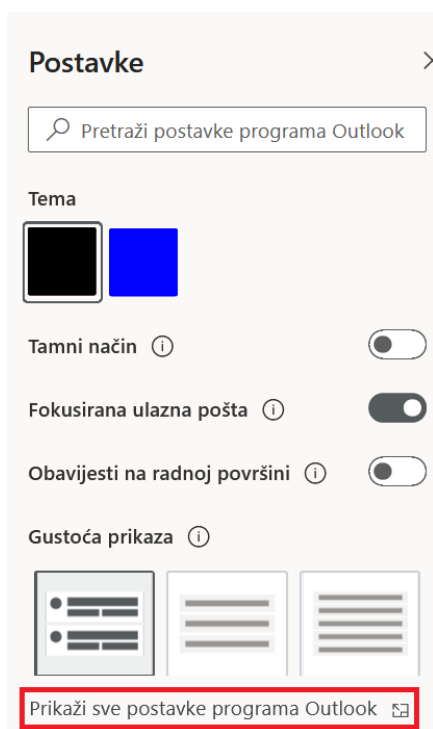 Postavke
Pretraži postavke programa Outlook
Tema
Tamni način
Fokusirana ulazna pošta
Obavijesti na radnoj površini
Gustoća prikaza
Prikaži sve postavke programa Outlook